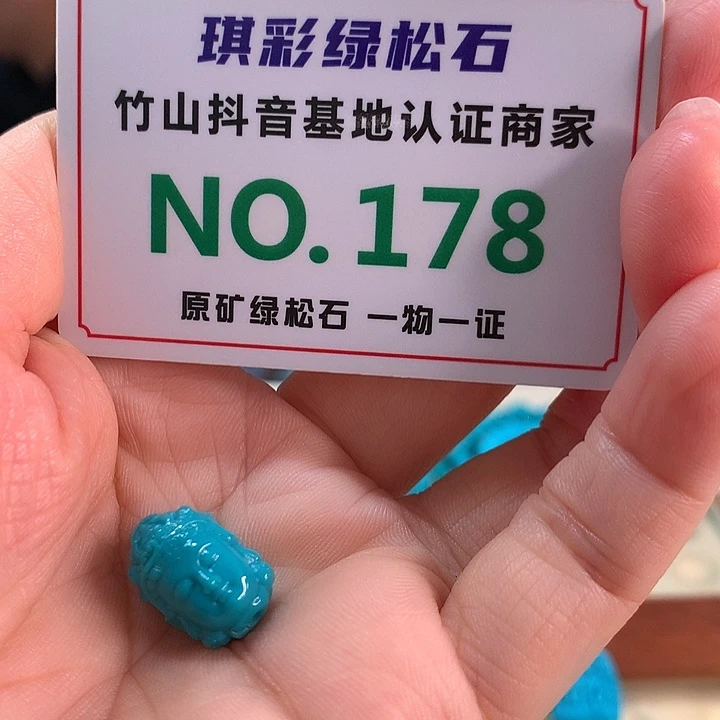 琪彩绿松石
竹山抖音基地认证商家
NO.178
原矿绿松石 一物一证